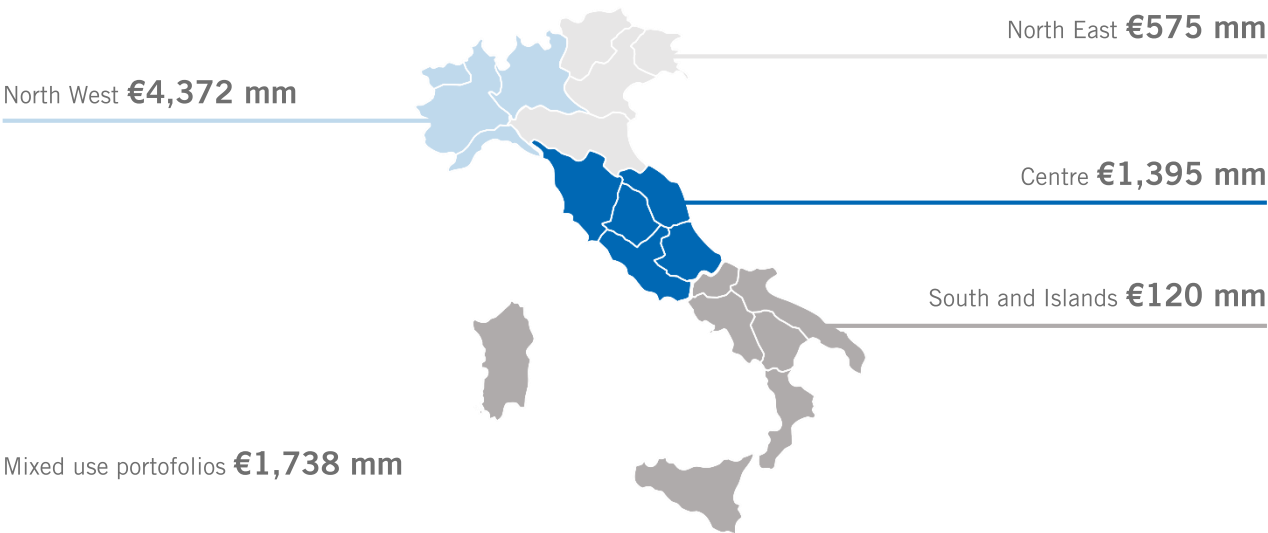 North East €575 mm
North West €4,372 mm
Centre €1,395 mm
South and Islands €120 mm
Mixed use portofolios €1,738 mm